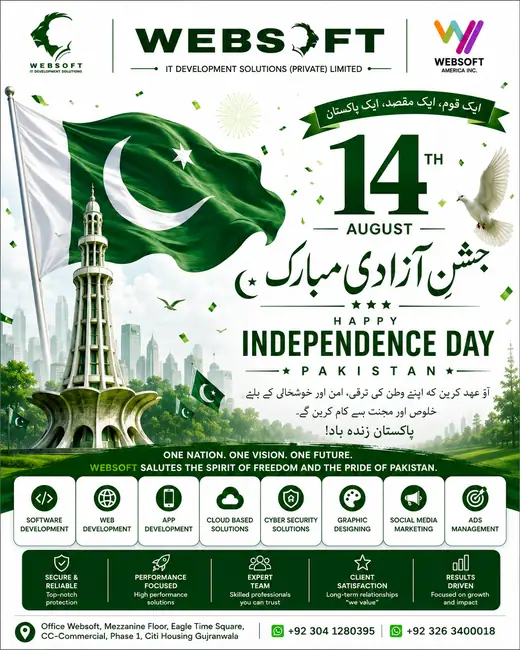 WEBSOFT
IT DEVELOPMENT SOLUTIONS
WEBSOFT
IT DEVELOPMENT SOLUTIONS (PRIVATE) LIMITED
WEBSOFT
AMERICA INC.
ایک قوم، ایک مقصد، ایک پاکستان
14TH
AUGUST
جشنِ آزادی مبارک
HAPPY
INDEPENDENCE DAY
PAKISTAN
آؤ عہد کریں کہ اپنے وطن کی ترقی، امن اور خوشخالی کے بلیے
خلوص اور مجنت سے کام کریں گے۔
پاکستان زندہ باد!
ONE NATION. ONE VISION. ONE FUTURE.
WEBSOFT SALUTES THE SPIRIT OF FREEDOM AND THE PRIDE OF PAKISTAN.
SOFTWARE DEVELOPMENT
WEB DEVELOPMENT
APP DEVELOPMENT
CLOUD BASED SOLUTIONS
CYBER SECURITY SOLUTIONS
GRAPHIC DESIGNING
SOCIAL MEDIA MARKETING
ADS MANAGEMENT
SECURE & RELIABLE
Top-notch protection
PERFORMANCE FOCUSED
High performance solutions
EXPERT TEAM
Skilled professionals you can trust
CLIENT SATISFACTION
Long-term relationships "we value"
RESULTS DRIVEN
Focused on growth and impact
Office Websoft, Mezzanine Floor, Eagle Time Square,
CC-Commercial, Phase 1, Citi Housing Gujranwala
+92 304 1280395
+92 326 3400018